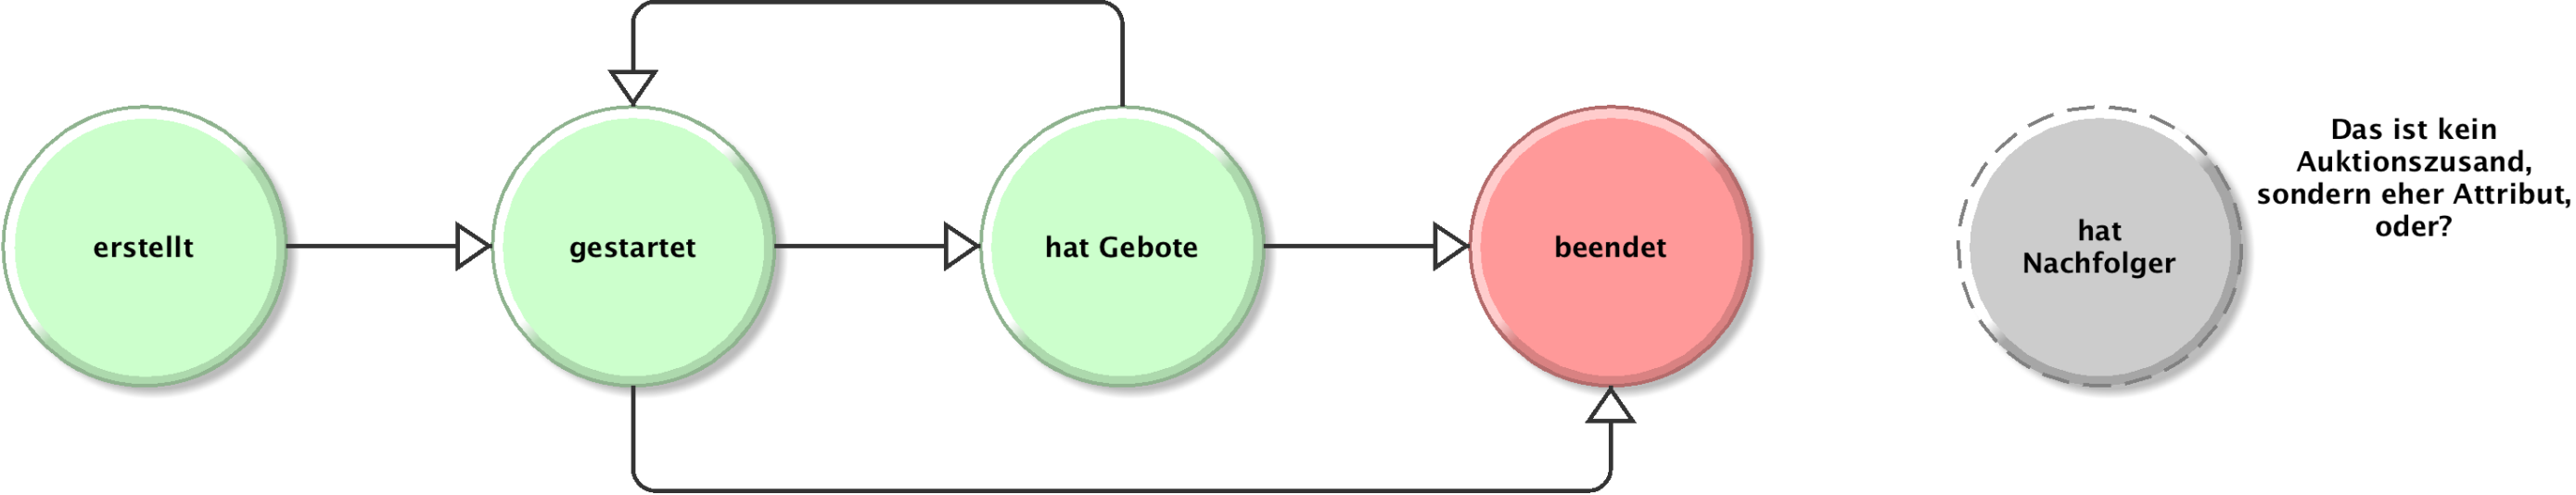 erstellt
gestartet
hat Gebote
beendet
hat
Nachfolger
Das ist kein
Auktionszusand,
sondern eher Attribut,
oder?